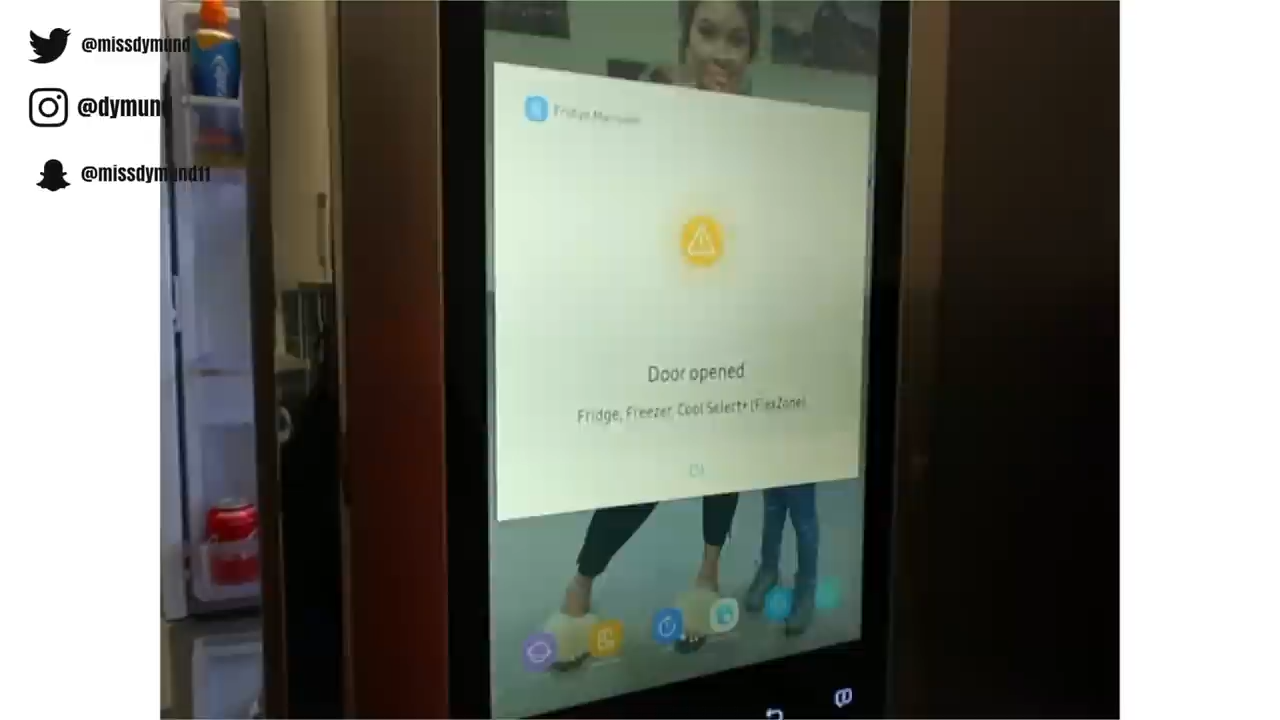 @missdymund
@dymund
@missdymund11
Fridge Manager
Door opened
Fridge, Freezer, Cool Select+ (FlexZone)
OK